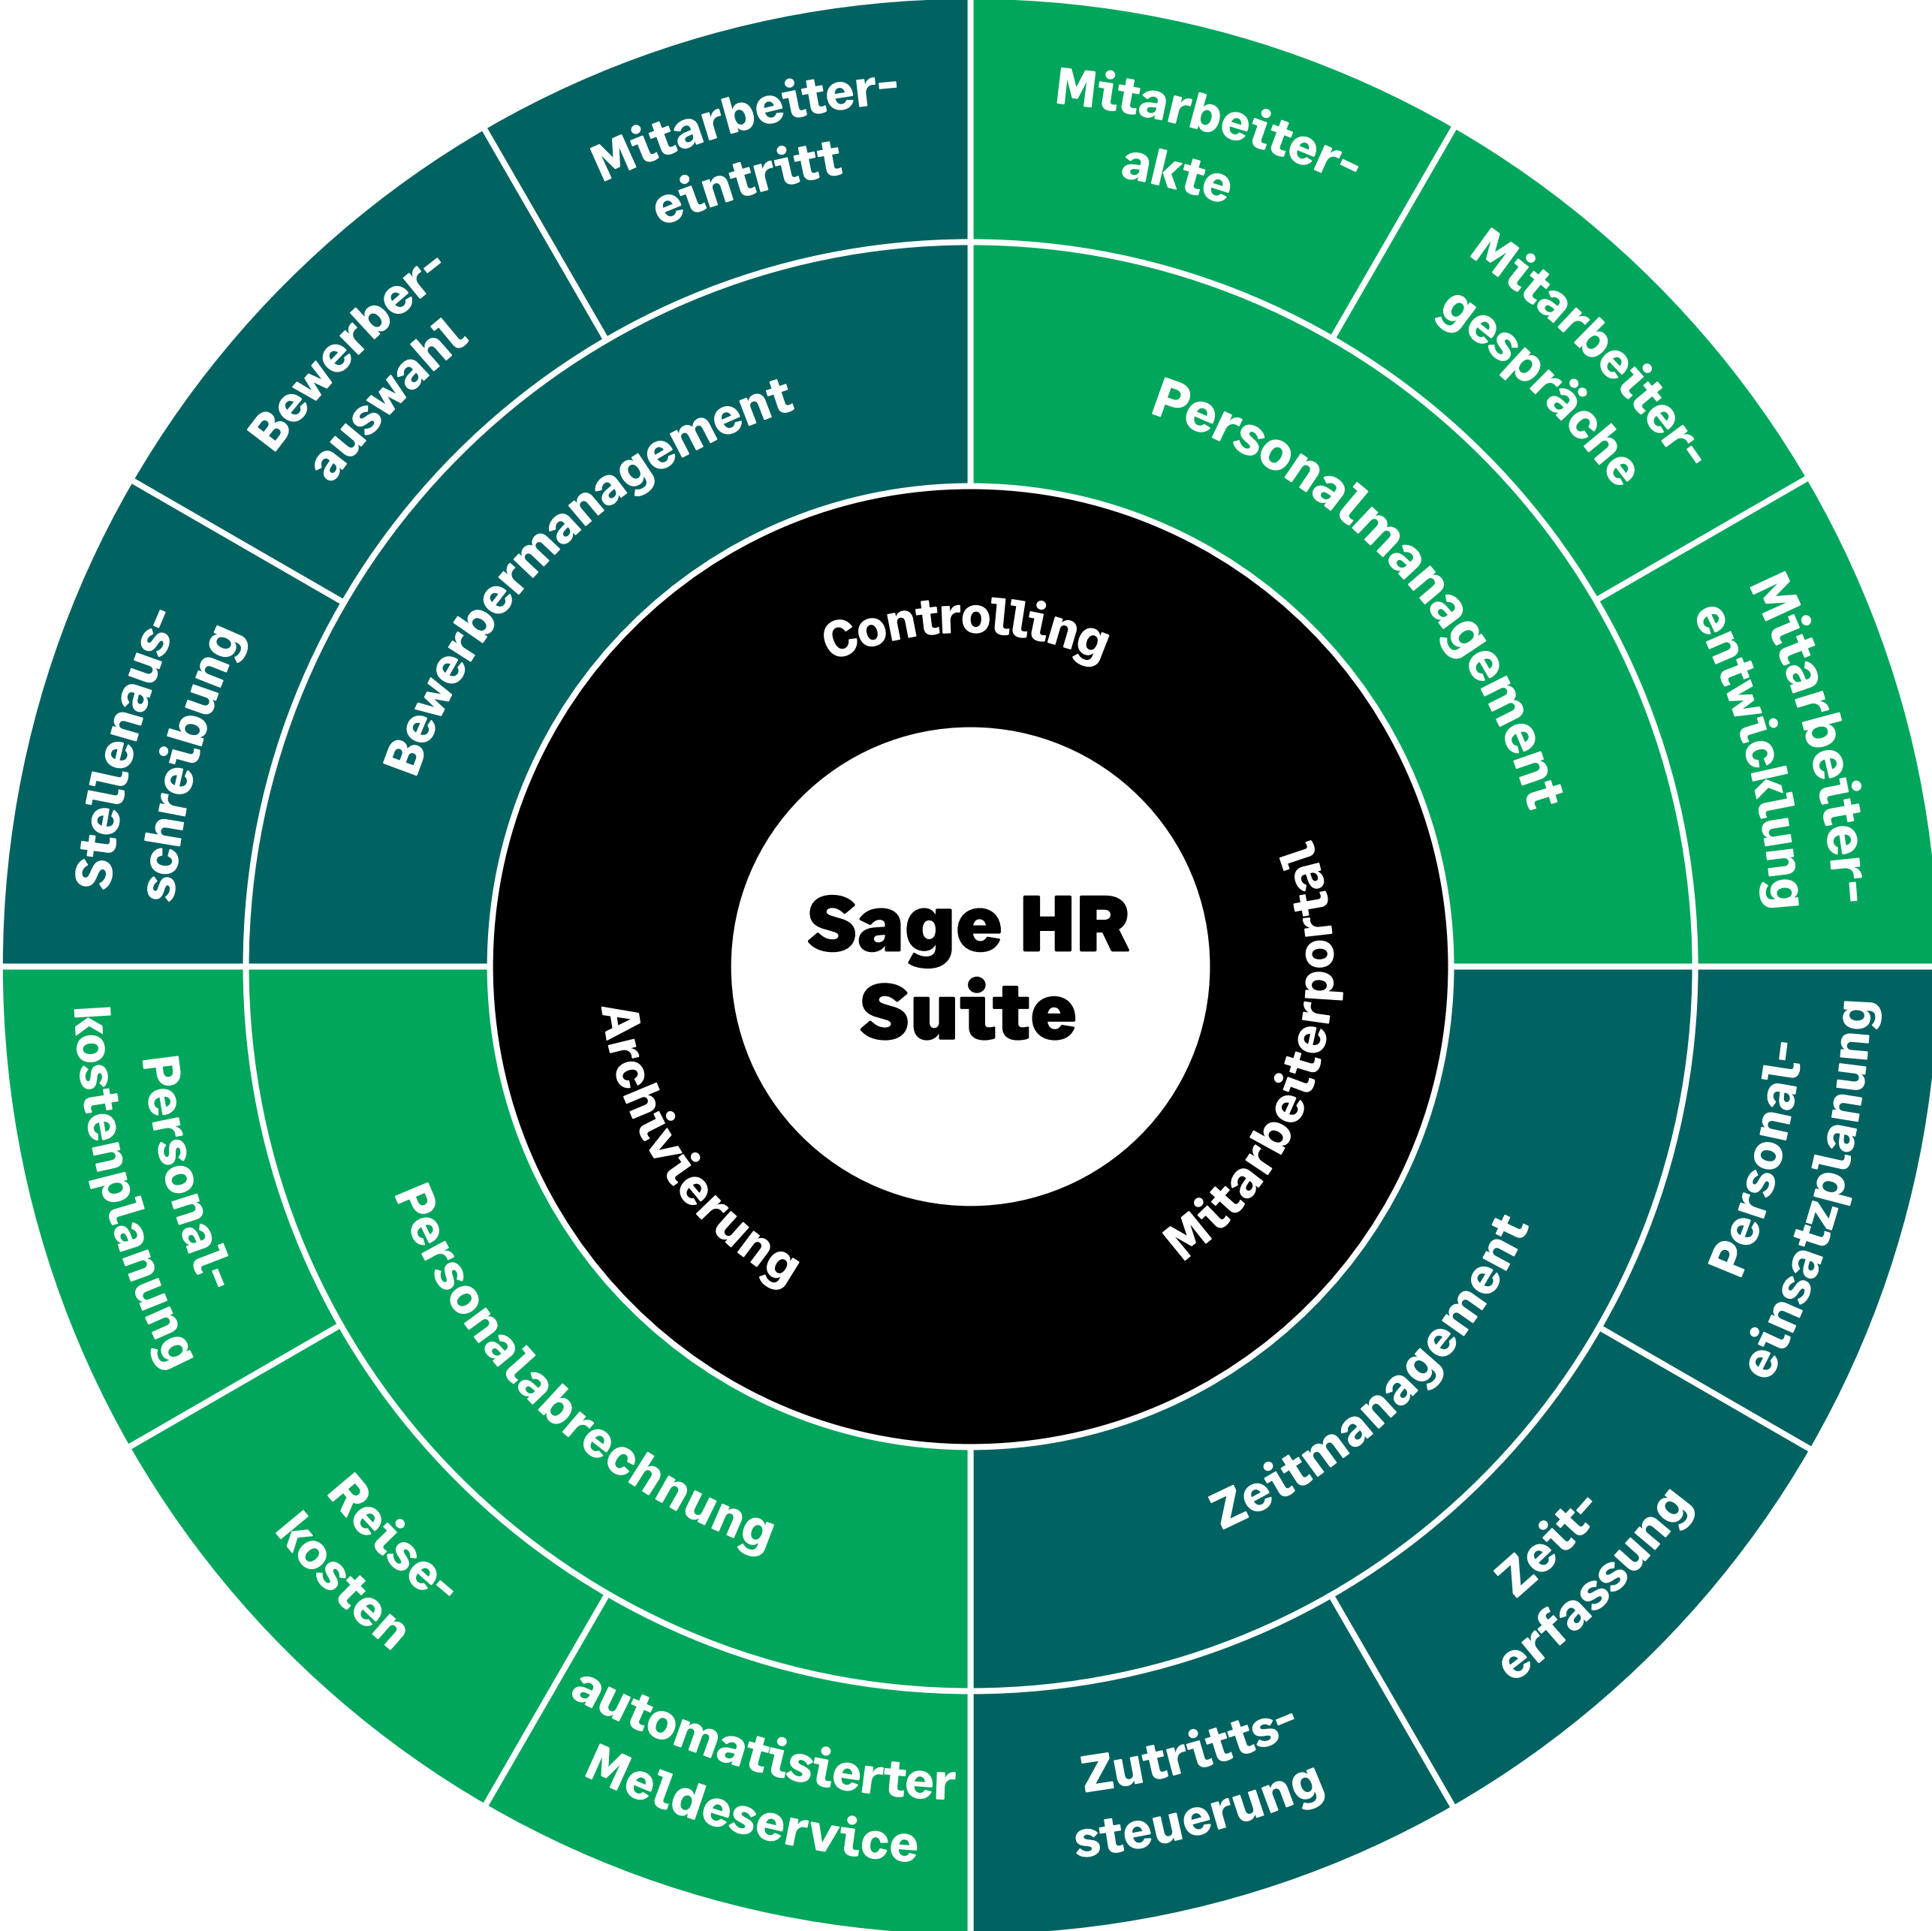 Mitarbeiter-
eintritte
Mitarbeiter-
akte
Bewerber-
auswahl
Mitarbeiter-
gespräche
Stellenaus-
schreibung
Mitarbeiter-
entwicklung
Bewerbermanagement
Personalmanagement
Controlling
Sage HR
Suite
Mitarbeiterportal
Archivierung
Personalabrechnung
Zeitmanagement
Personal-
kostenplanung
Personal-
einsatzplanung
Reise-
kosten
Zeit-
erfassung
automatisierter
Meldeservice
Zutritts-
steuerung